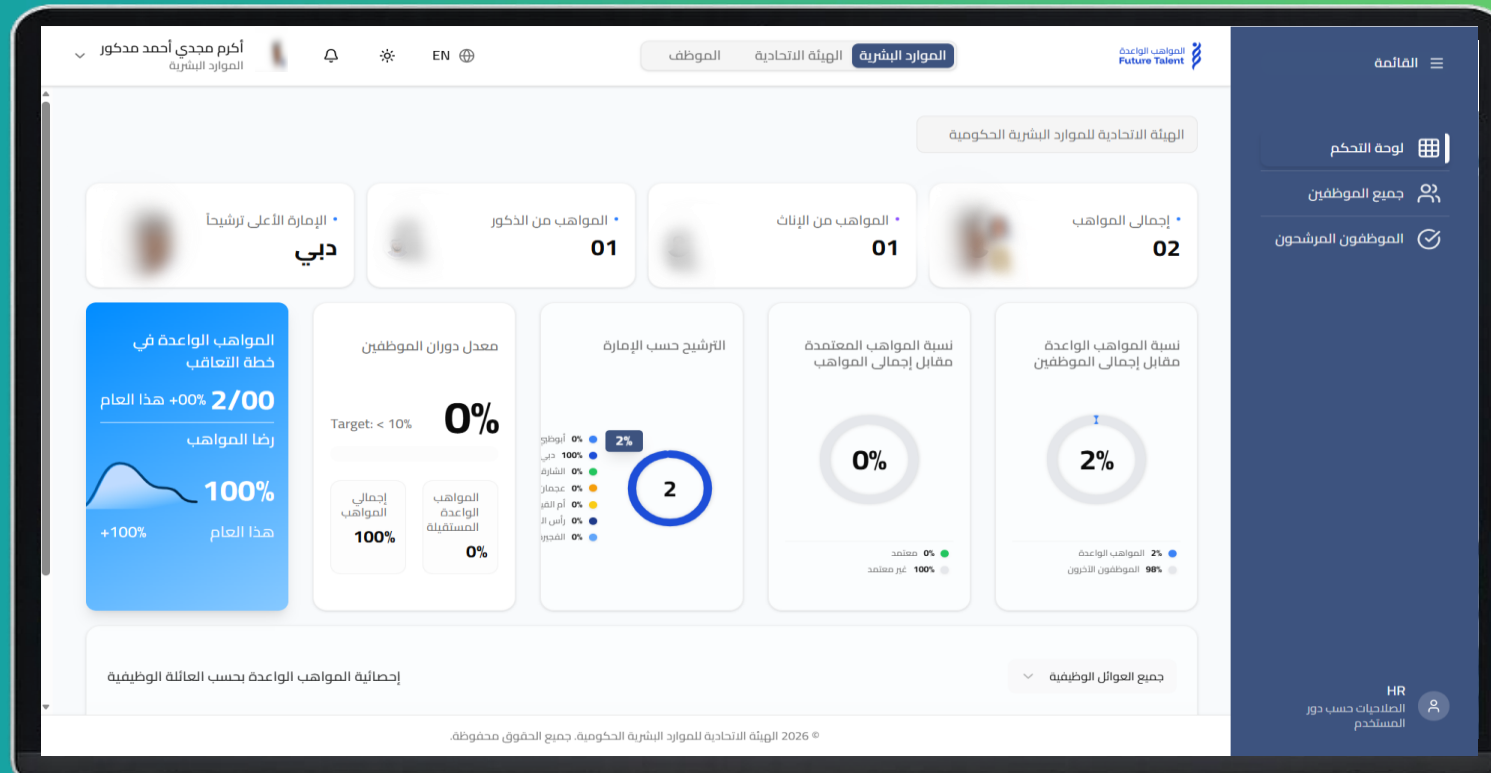 القائمة
لوحة التحكم
جميع الموظفين
الموظفون المرشحون
HR
الصلاحيات حسب دور
المستخدم
المواهب الواعدة
Future Talent
الموارد البشرية
الهيئة الاتحادية
الموظف
EN
أكرم مجدي أحمد مدكور
الموارد البشرية
الهيئة الاتحادية للموارد البشرية الحكومية
إجمالي المواهب
02
المواهب من الإناث
01
المواهب من الذكور
01
الإمارة الأعلى ترشيحاً
دبي
نسبة المواهب الواعدة
مقابل إجمالي الموظفين
2%
2% المواهب الواعدة
98% الموظفون الآخرون
نسبة المواهب المعتمدة
مقابل إجمالي المواهب
0%
0% معتمد
100% غير معتمد
الترشيح حسب الإمارة
2%
2
0% أبوظبي
100% دبي
0%
0% عجمان
0%
0%
0%
معدل دوران الموظفين
0%
Target: < 10%
المواهب
الواعدة
المستقيلة
0%
إجمالي
المواهب
100%
المواهب الواعدة في
خطة التعاقب
2/00 +00% هذا العام
رضا المواهب
100%
هذا العام +100%
جميع العوائل الوظيفية
إحصائية المواهب الواعدة بحسب العائلة الوظيفية
© 2026 الهيئة الاتحادية للموارد البشرية الحكومية. جميع الحقوق محفوظة.